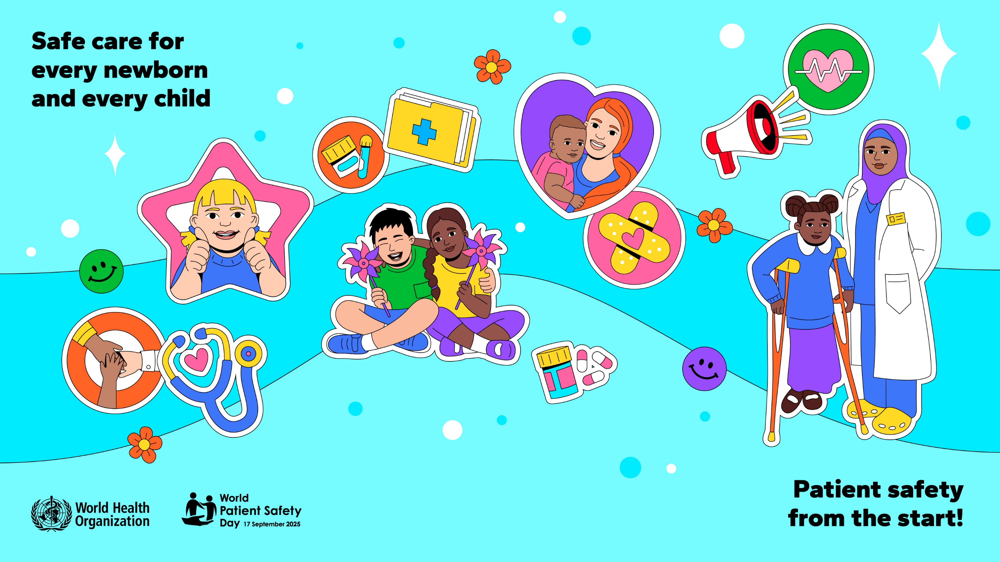 Safe care for
every newborn
and every child
World Health
Organization
World
Patient Safety
Day 17 September 2025
Patient safety
from the start!